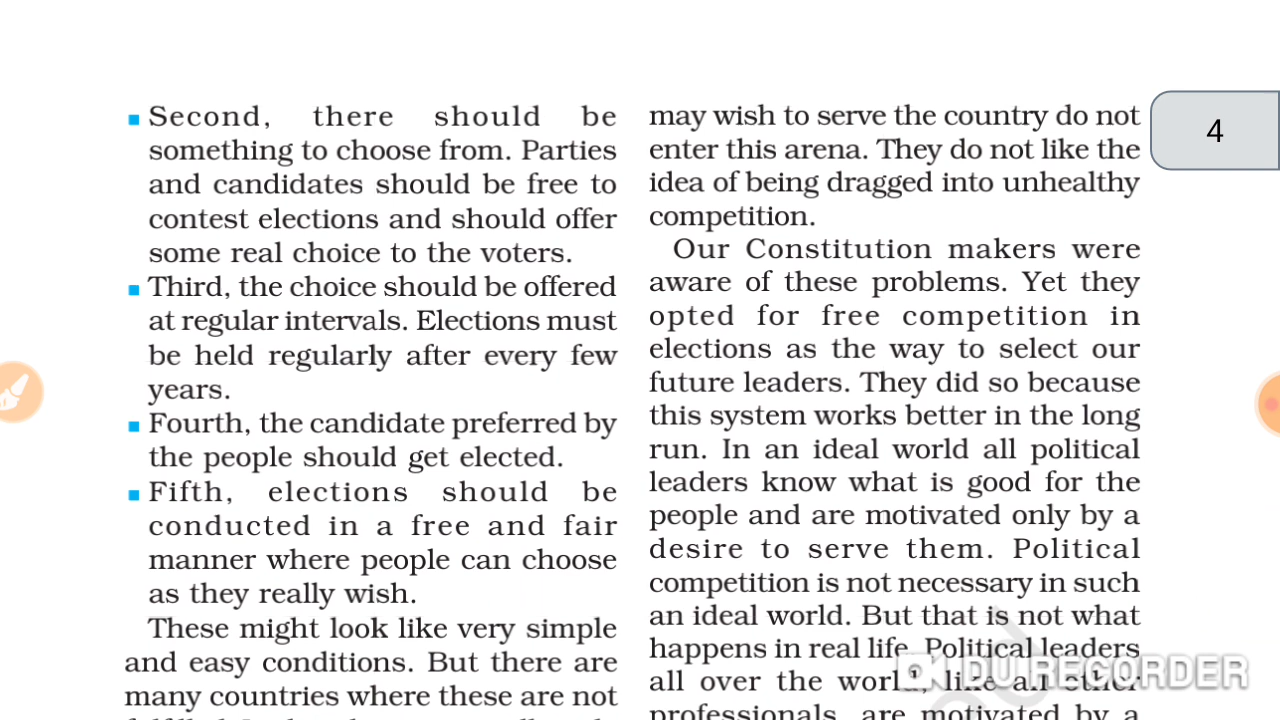 Second, there should be
something to choose from. Parties
and candidates should be free to
contest elections and should offer
some real choice to the voters.
Third, the choice should be offered
at regular intervals. Elections must
be held regularly after every few
years.
Fourth, the candidate preferred by
the people should get elected.
Fifth, elections should be
conducted in a free and fair
manner where people can choose
as they really wish.
These might look like very simple
and easy conditions. But there are
many countries where these are not
may wish to serve the country do not
enter this arena. They do not like the
idea of being dragged into unhealthy
competition.
Our Constitution makers were
aware of these problems. Yet they
opted for free competition in
elections as the way to select our
future leaders. They did so because
this system works better in the long
run. In an ideal world all political
leaders know what is good for the
people and are motivated only by a
desire to serve them. Political
competition is not necessary in such
an ideal world. But that is not what
happens in real life. Political leaders
all over the world, like all other
professionals, are motivated by a
4
DU RECORDER